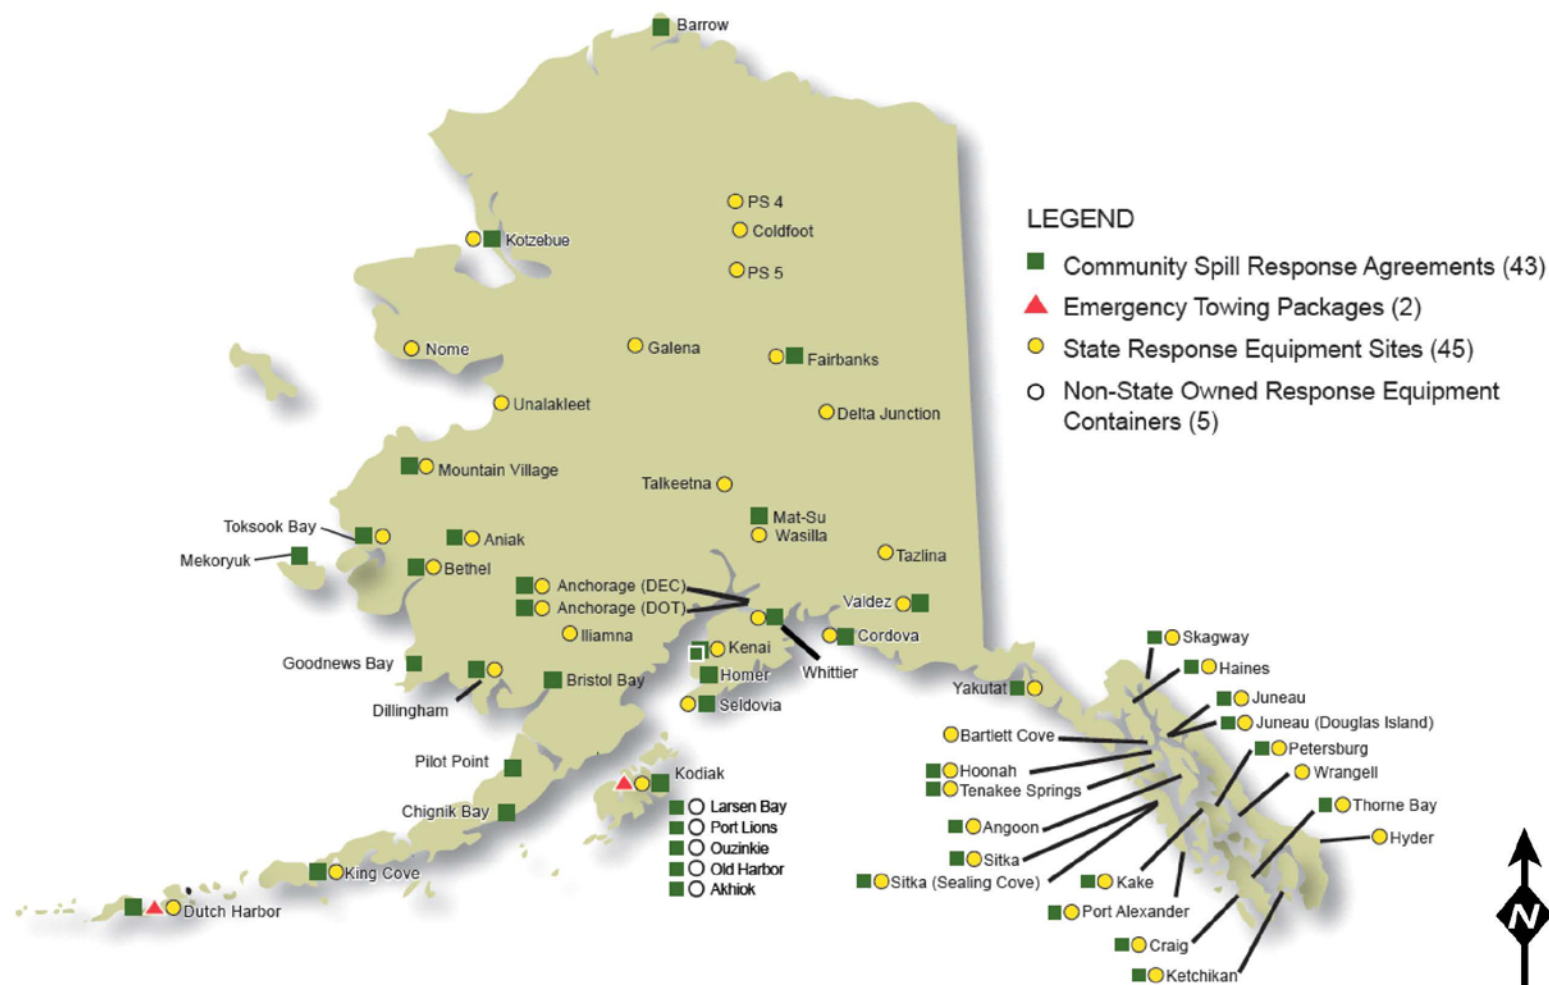 Barrow
PS 4
Coldfoot
Kotzebue
PS 5
LEGEND
Community Spill Response Agreements (43)
Emergency Towing Packages (2)
State Response Equipment Sites (45)
Non-State Owned Response Equipment
Containers (5)
Nome
Galena
Fairbanks
Unalakleet
Delta Junction
Mountain Village
Talkeetna
Mat-Su
Wasilla
Toksook Bay
Aniak
Mekoryuk
Bethel
Tazlina
Anchorage (DEC)
Anchorage (DOT)
Valdez
Iliamna
Cordova
Kenai
Whittier
Goodnews Bay
Homer
Bristol Bay
Seldovia
Dillingham
Skagway
Haines
Yakutat
Juneau
Juneau (Douglas Island)
Bartlett Cove
Petersburg
Hoonah
Wrangell
Tenakee Springs
Thorne Bay
Angoon
Hyder
Sitka
Sitka (Sealing Cove)
Kake
Port Alexander
Craig
Ketchikan
Pilot Point
Kodiak
Chignik Bay
Larsen Bay
Port Lions
Ouzinkie
Old Harbor
Akhiok
King Cove
Dutch Harbor
N